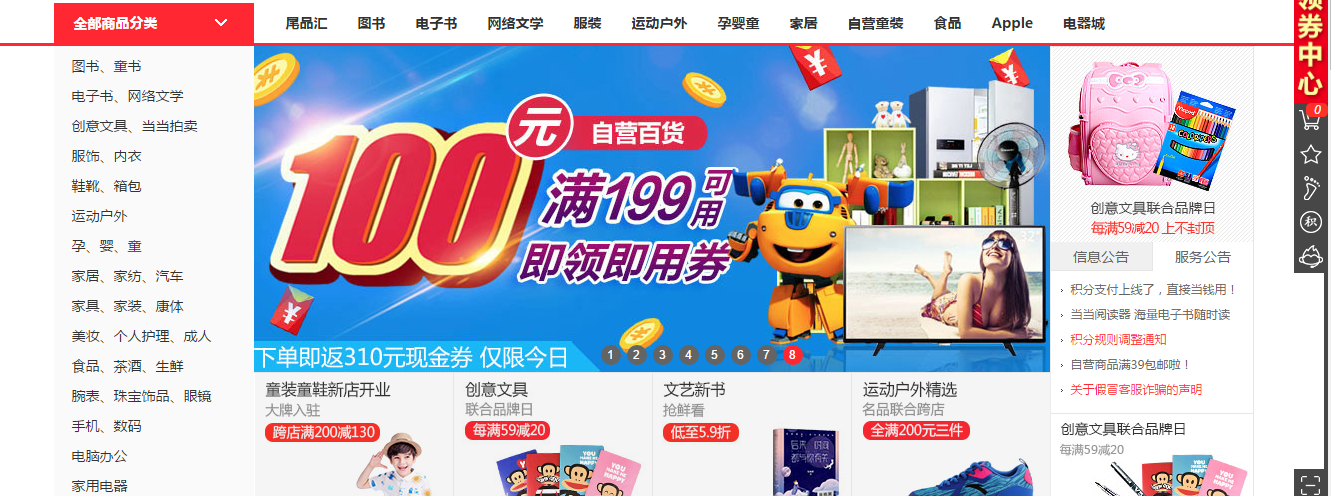 全部商品分类
尾品汇 图书 电子书 网络文学 服装 运动户外 孕婴童 家居 自营童装 食品 Apple 电器城
图书、童书
电子书、网络文学
创意文具、当当拍卖
服饰、内衣
鞋靴、箱包
运动户外
孕、婴、童
家居、家纺、汽车
家具、家装、康体
美妆、个人护理、成人
食品、茶酒、生鲜
腕表、珠宝饰品、眼镜
手机、数码
电脑办公
家用电器
100元
自营百货
满199可用
即领即用券
下单即返310元现金券 仅限今日
1 2 3 4 5 6 7 8
童装童鞋新店开业
大牌入驻
跨店满200减130
创意文具
联合品牌日
每满59减20
YOU MAKE ME HAPPY
文艺新书
抢鲜看
低至5.9折
运动户外精选
名品联合跨店
全满200元三件
创意文具联合品牌日
每满59减20 上不封顶
信息公告 服务公告
积分支付上线了，直接当钱用！
当当阅读器 海量电子书随时读
积分规则调整通知
自营商品满39包邮啦！
关于假冒客服诈骗的声明
创意文具联合品牌日
每满59减20
领券中心
0
积